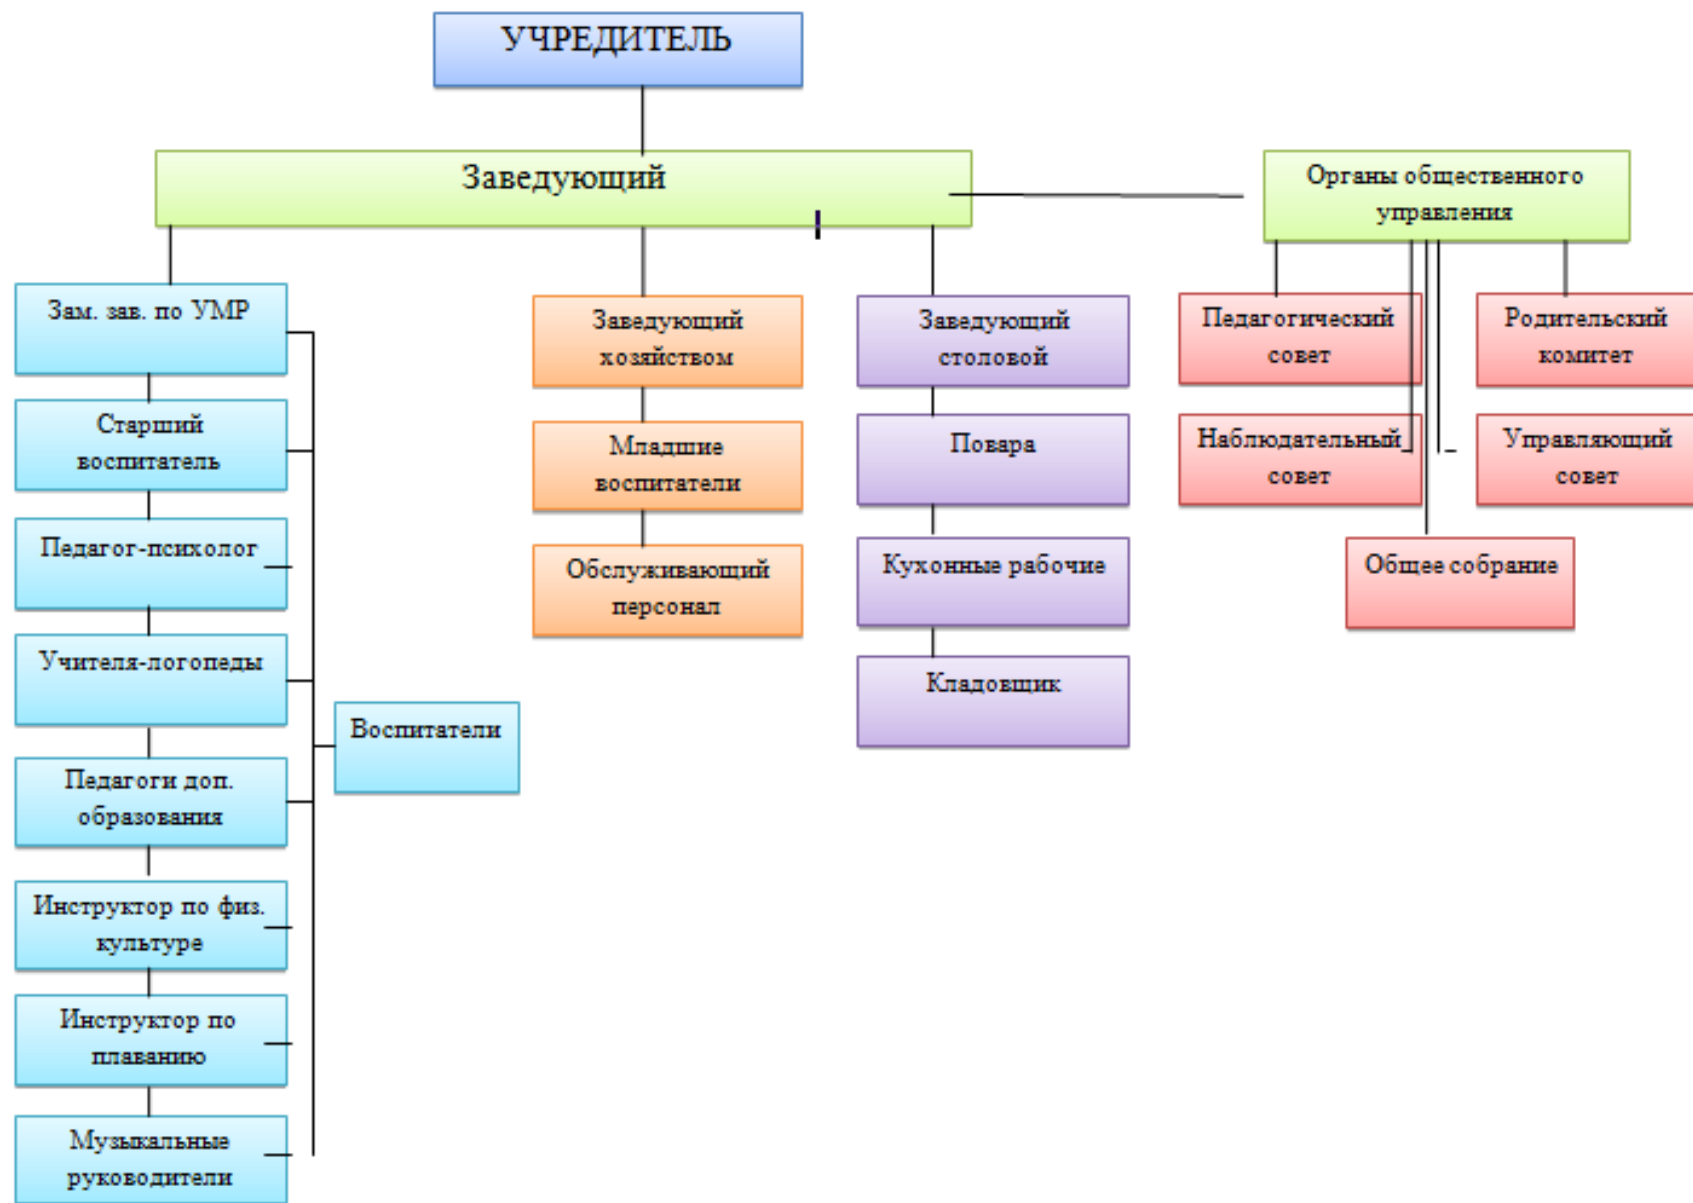 УЧРЕДИТЕЛЬ
Заведующий
Органы общественного
управления
Зам. зав. по УМР
Старший
воспитатель
Педагог-психолог
Учителя-логопеды
Педагоги доп.
образования
Инструктор по физ.
культуре
Инструктор по
плаванию
Музыкальные
руководители
Воспитатели
Заведующий
хозяйством
Младшие
воспитатели
Обслуживающий
персонал
Заведующий
столовой
Повара
Кухонные рабочие
Кладовщик
Педагогический
совет
Родительский
комитет
Наблюдательный
совет
Управляющий
совет
Общее собрание